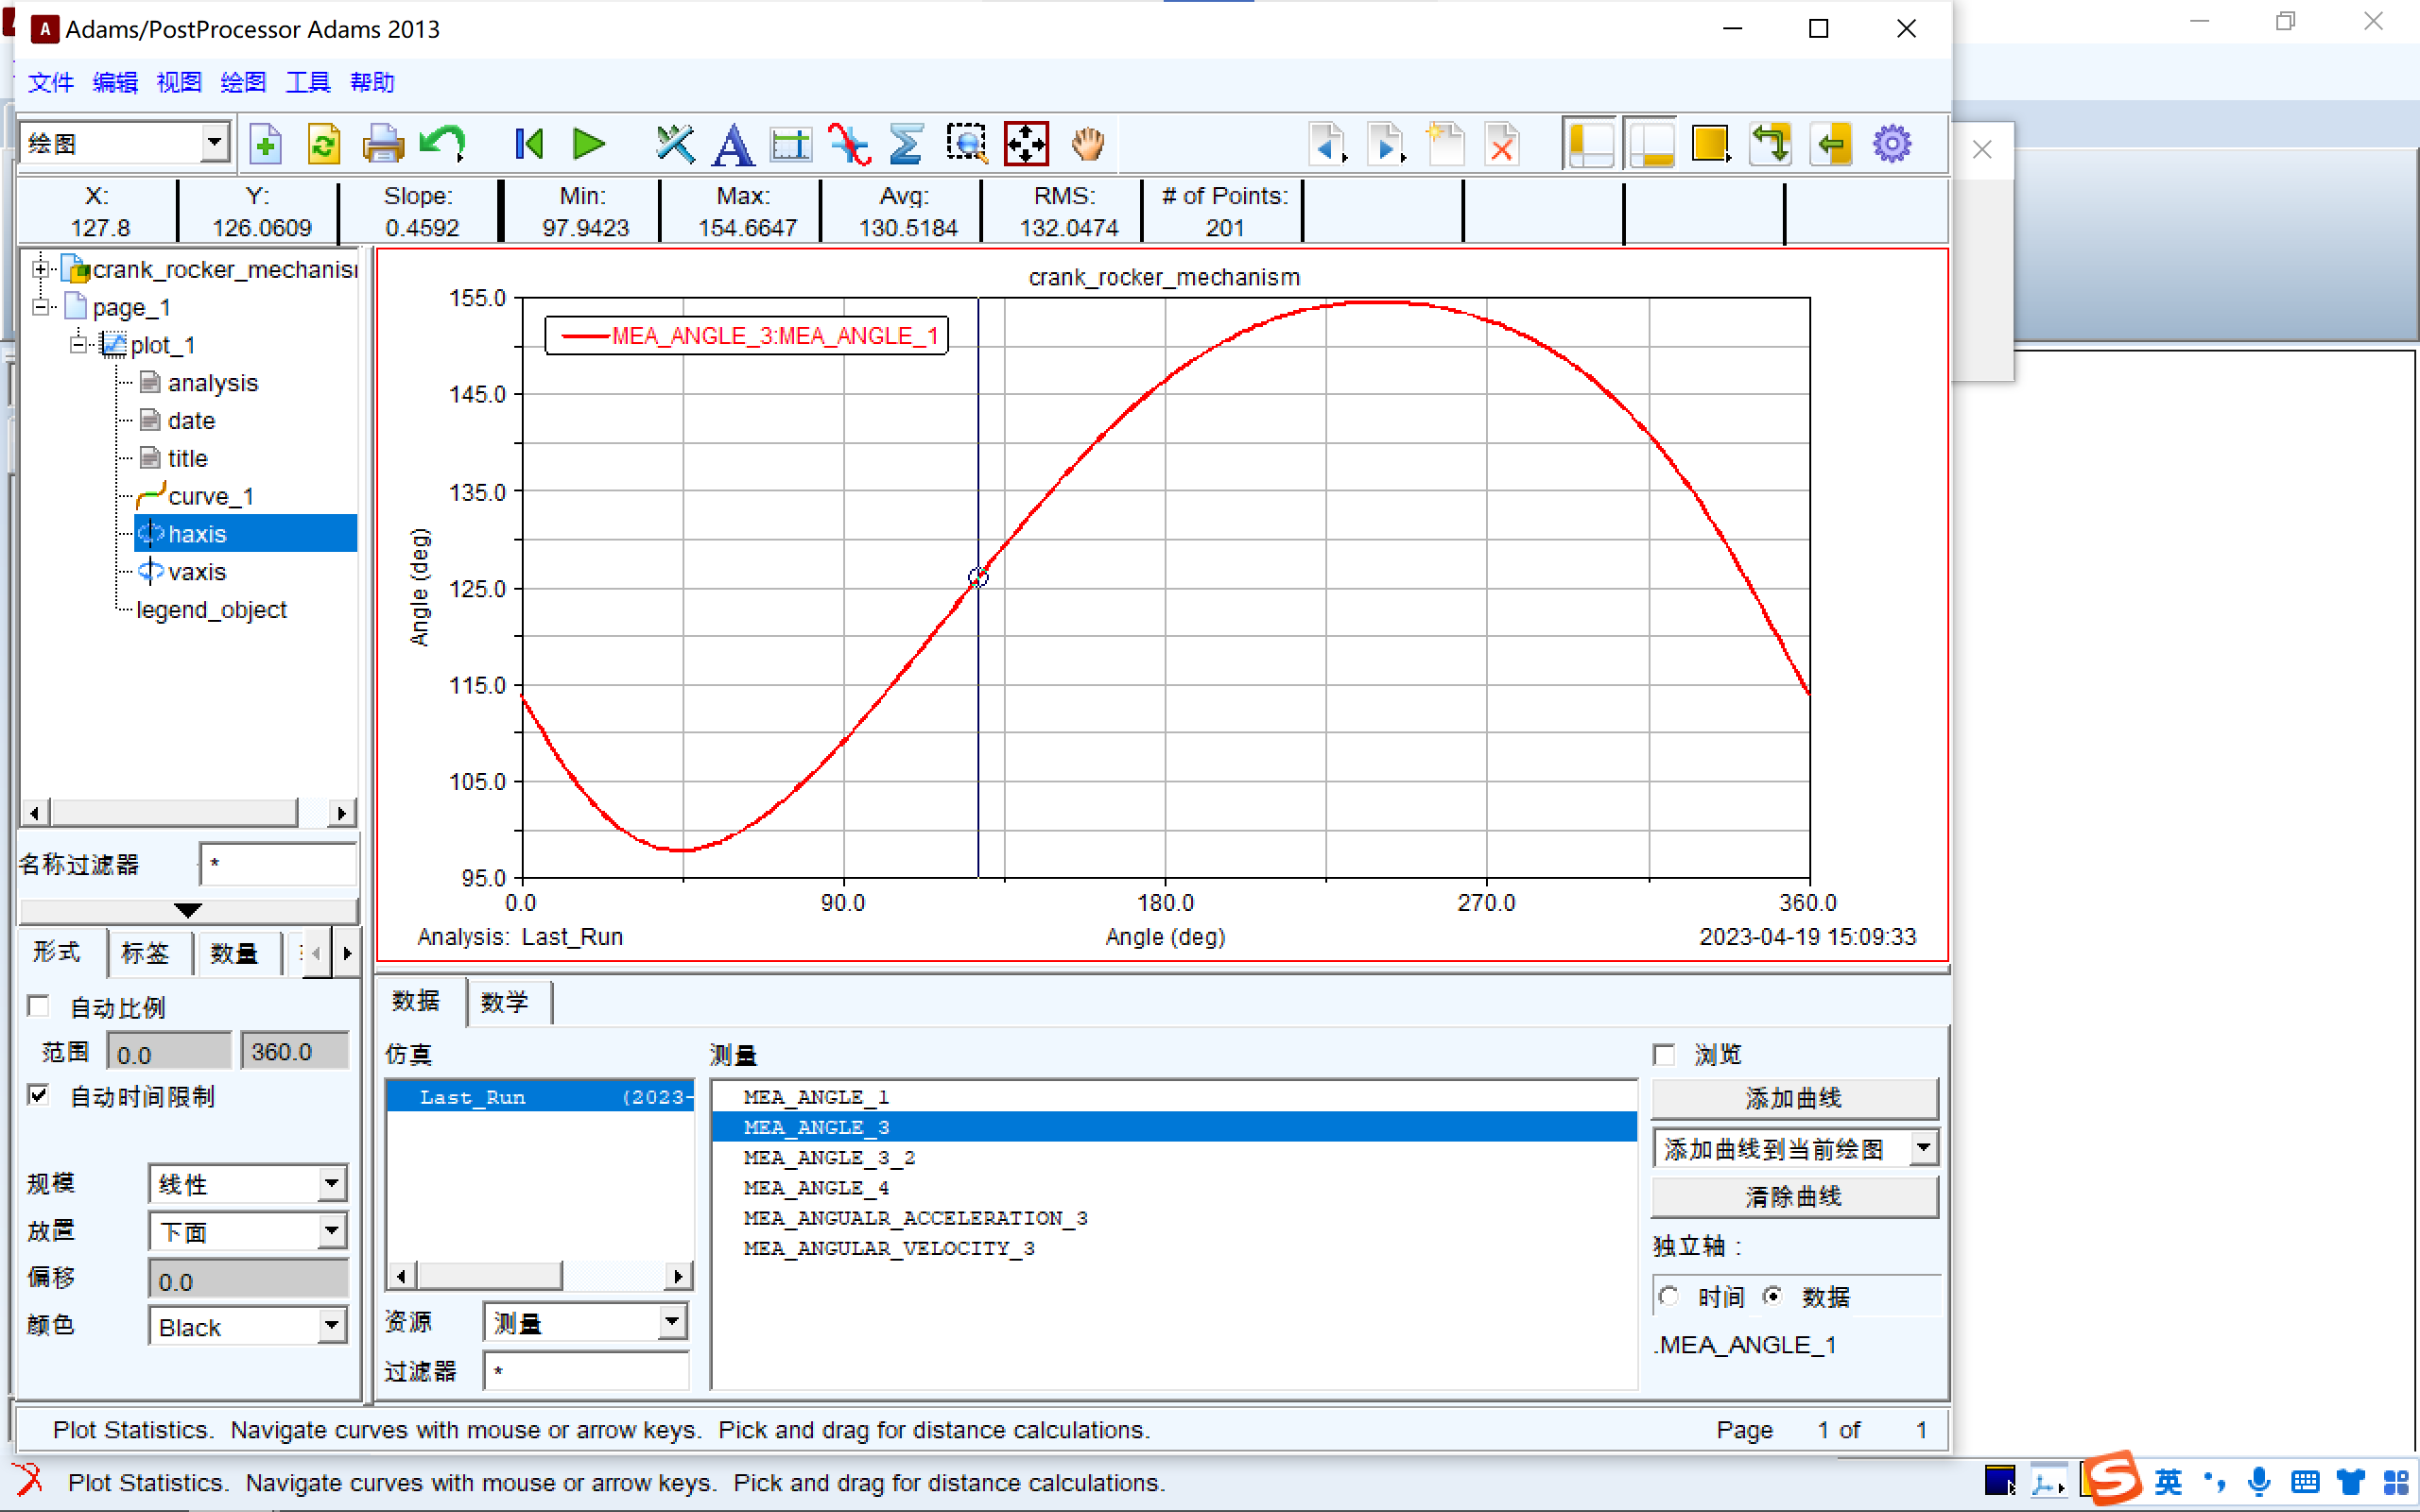 Adams/PostProcessor Adams 2013
文件 编辑 视图 绘图 工具 帮助
绘图
X: Y: Slope: Min: Max: Avg: RMS: # of Points:
127.8 126.0609 0.4592 97.9423 154.6647 130.5184 132.0474 201
crank_rocker_mechanis
page_1
plot_1
analysis
date
title
curve_1
haxis
vaxis
legend_object
名称过滤器 *
形式 标签 数量
自动比例
范围 0.0 360.0
自动时间限制
规模 线性
放置 下面
偏移 0.0
颜色 Black
crank_rocker_mechanism
MEA_ANGLE_3:MEA_ANGLE_1
155.0
145.0
135.0
125.0
115.0
105.0
95.0
Angle (deg)
0.0 90.0 180.0 270.0 360.0
Analysis: Last_Run Angle (deg) 2023-04-19 15:09:33
数据 数学
仿真
Last_Run (2023-
资源 测量
过滤器 *
测量
MEA_ANGLE_1
MEA_ANGLE_3
MEA_ANGLE_3_2
MEA_ANGLE_4
MEA_ANGUALR_ACCELERATION_3
MEA_ANGULAR_VELOCITY_3
浏览
添加曲线
添加曲线到当前绘图
清除曲线
独立轴：
时间 数据
.MEA_ANGLE_1
Plot Statistics. Navigate curves with mouse or arrow keys. Pick and drag for distance calculations. Page 1 of 1
Plot Statistics. Navigate curves with mouse or arrow keys. Pick and drag for distance calculations.
英